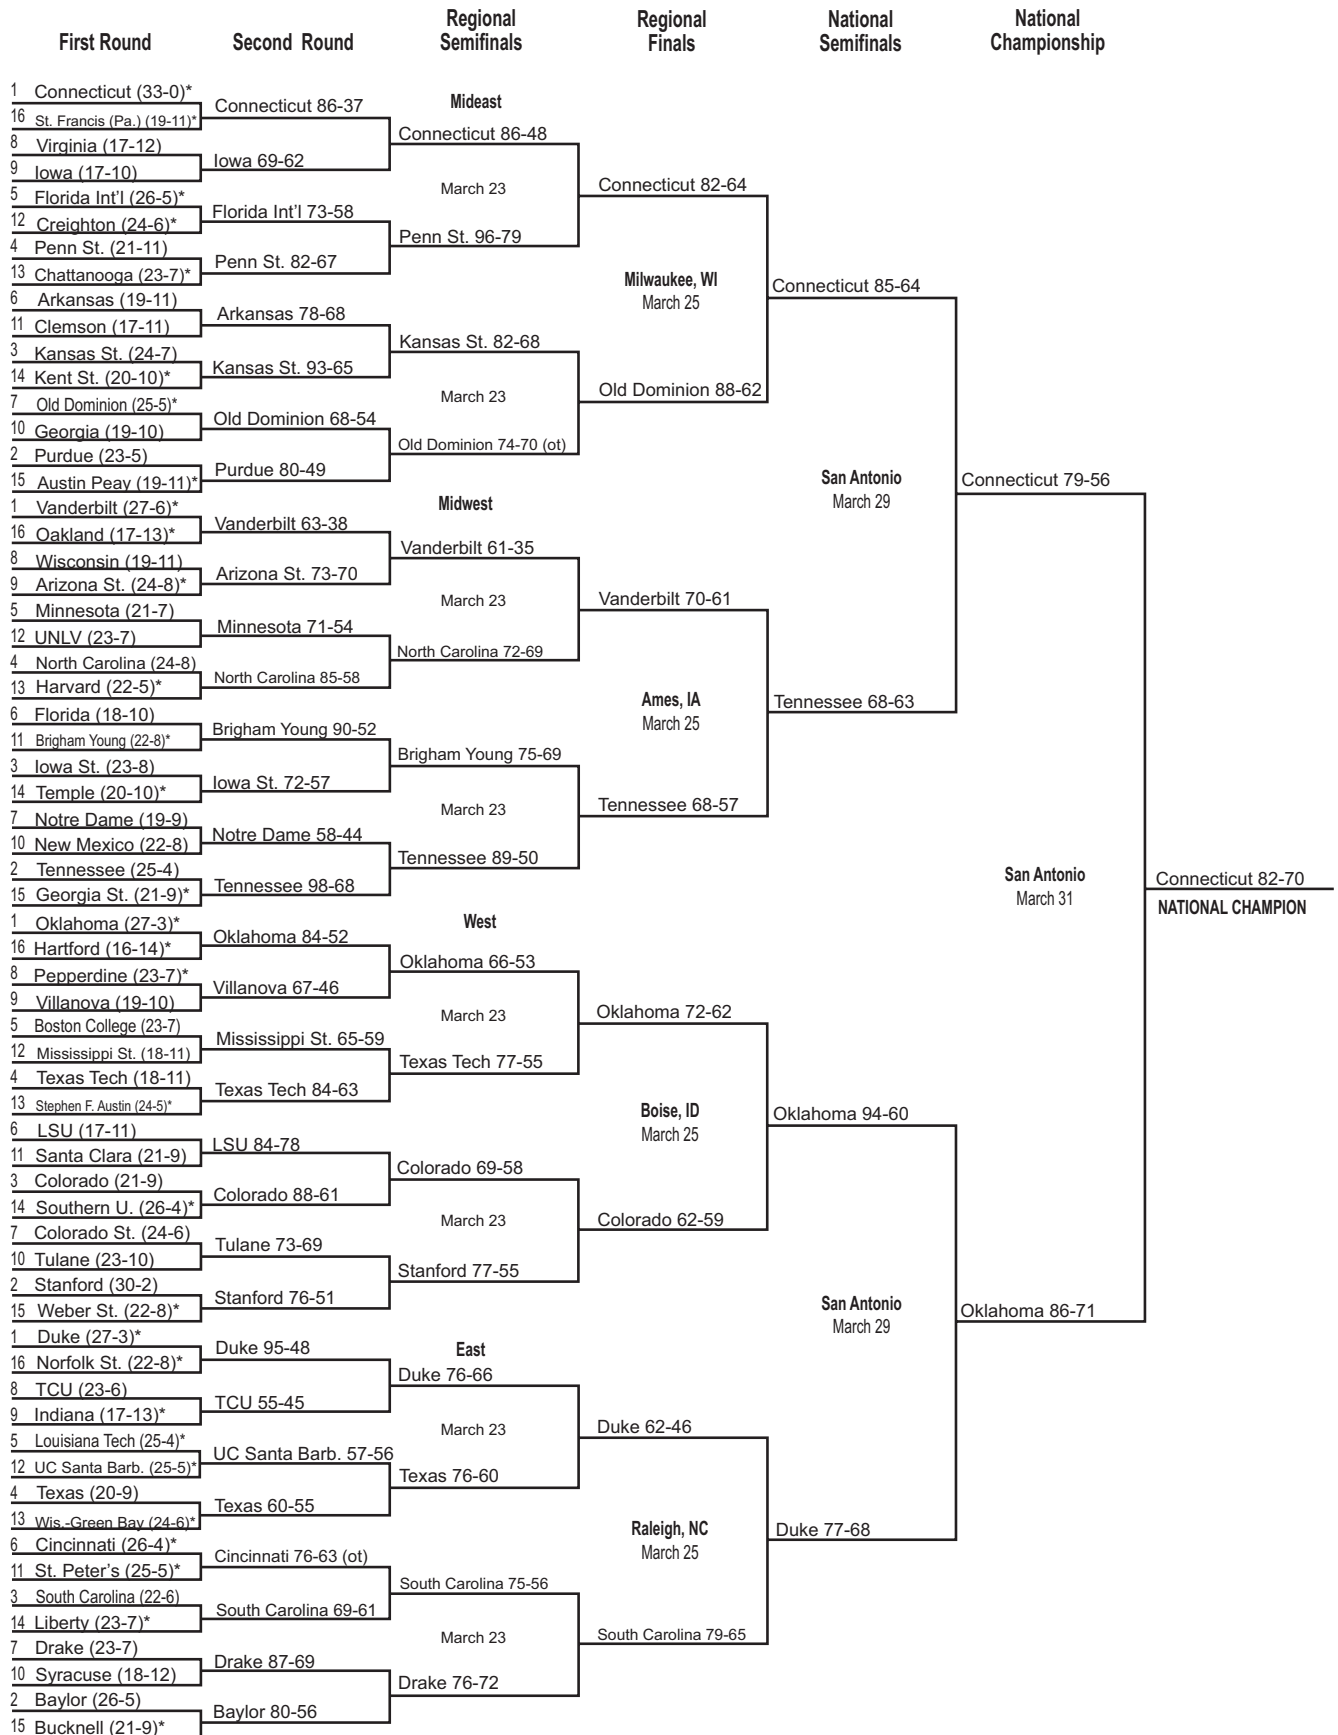 First Round
Second Round
Regional
Semifinals
Regional
Finals
National
Semifinals
National
Championship
1 Connecticut (33-0)*
16 St. Francis (Pa.) (19-11)*
8 Virginia (17-12)
9 Iowa (17-10)
5 Florida Int'l (26-5)*
12 Creighton (24-6)*
4 Penn St. (21-11)
13 Chattanooga (23-7)*
6 Arkansas (19-11)
11 Clemson (17-11)
3 Kansas St. (24-7)
14 Kent St. (20-10)*
7 Old Dominion (25-5)*
10 Georgia (19-10)
2 Purdue (23-5)
15 Austin Peay (19-11)*
1 Vanderbilt (27-6)*
16 Oakland (17-13)*
8 Wisconsin (19-11)
9 Arizona St. (24-8)*
5 Minnesota (21-7)
12 UNLV (23-7)
4 North Carolina (24-8)
13 Harvard (22-5)*
6 Florida (18-10)
11 Brigham Young (22-8)*
3 Iowa St. (23-8)
14 Temple (20-10)*
7 Notre Dame (19-9)
10 New Mexico (22-8)
2 Tennessee (25-4)
15 Georgia St. (21-9)*
1 Oklahoma (27-3)*
16 Hartford (16-14)*
8 Pepperdine (23-7)*
9 Villanova (19-10)
5 Boston College (23-7)
12 Mississippi St. (18-11)
4 Texas Tech (18-11)
13 Stephen F. Austin (24-5)*
6 LSU (17-11)
11 Santa Clara (21-9)
3 Colorado (21-9)
14 Southern U. (26-4)*
7 Colorado St. (24-6)
10 Tulane (23-10)
2 Stanford (30-2)
15 Weber St. (22-8)*
1 Duke (27-3)*
16 Norfolk St. (22-8)*
8 TCU (23-6)
9 Indiana (17-13)*
5 Louisiana Tech (25-4)*
12 UC Santa Barb. (25-5)*
4 Texas (20-9)
13 Wis.-Green Bay (24-6)*
6 Cincinnati (26-4)*
11 St. Peter's (25-5)*
3 South Carolina (22-6)
14 Liberty (23-7)*
7 Drake (23-7)
10 Syracuse (18-12)
2 Baylor (26-5)
15 Bucknell (21-9)*
Connecticut 86-37
Iowa 69-62
Florida Int'l 73-58
Penn St. 82-67
Arkansas 78-68
Kansas St. 93-65
Old Dominion 68-54
Purdue 80-49
Vanderbilt 63-38
Arizona St. 73-70
Minnesota 71-54
North Carolina 85-58
Brigham Young 90-52
Iowa St. 72-57
Notre Dame 58-44
Tennessee 98-68
Oklahoma 84-52
Villanova 67-46
Mississippi St. 65-59
Texas Tech 84-63
LSU 84-78
Colorado 88-61
Tulane 73-69
Stanford 76-51
Duke 95-48
TCU 55-45
UC Santa Barb. 57-56
Texas 60-55
Cincinnati 76-63 (ot)
South Carolina 69-61
Drake 87-69
Baylor 80-56
Mideast
Connecticut 86-48
March 23
Penn St. 96-79
Kansas St. 82-68
March 23
Old Dominion 74-70 (ot)
Midwest
Vanderbilt 61-35
March 23
North Carolina 72-69
Brigham Young 75-69
March 23
Tennessee 89-50
West
Oklahoma 66-53
March 23
Texas Tech 77-55
Colorado 69-58
March 23
Stanford 77-55
East
Duke 76-66
March 23
Texas 76-60
South Carolina 75-56
March 23
Drake 76-72
Connecticut 82-64
Milwaukee, WI
March 25
Old Dominion 88-62
Vanderbilt 70-61
Ames, IA
March 25
Tennessee 68-57
Oklahoma 72-62
Boise, ID
March 25
Colorado 62-59
Duke 62-46
Raleigh, NC
March 25
South Carolina 79-65
Connecticut 85-64
San Antonio
March 29
Tennessee 68-63
Oklahoma 94-60
San Antonio
March 29
Duke 77-68
Connecticut 79-56
San Antonio
March 31
Oklahoma 86-71
Connecticut 82-70
NATIONAL CHAMPION